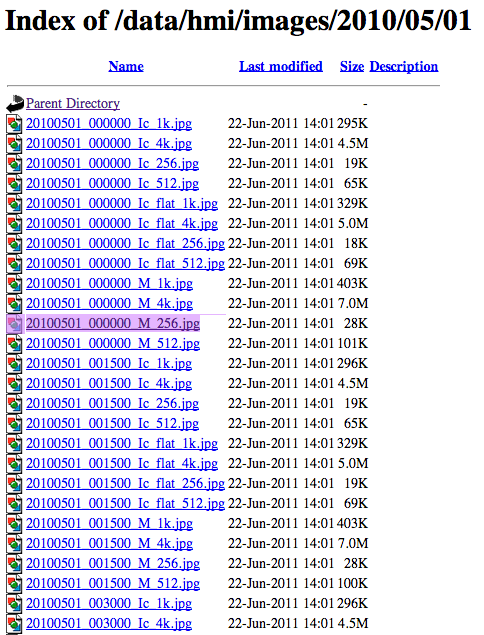 Index of /data/hmi/images/2010/05/01
Name Last modified Size Description
Parent Directory -
20100501_000000_Ic_1k.jpg 22-Jun-2011 14:01 295K
20100501_000000_Ic_4k.jpg 22-Jun-2011 14:01 4.5M
20100501_000000_Ic_256.jpg 22-Jun-2011 14:01 19K
20100501_000000_Ic_512.jpg 22-Jun-2011 14:01 65K
20100501_000000_Ic_flat_1k.jpg 22-Jun-2011 14:01 329K
20100501_000000_Ic_flat_4k.jpg 22-Jun-2011 14:01 5.0M
20100501_000000_Ic_flat_256.jpg 22-Jun-2011 14:01 18K
20100501_000000_Ic_flat_512.jpg 22-Jun-2011 14:01 69K
20100501_000000_M_1k.jpg 22-Jun-2011 14:01 403K
20100501_000000_M_4k.jpg 22-Jun-2011 14:01 7.0M
20100501_000000_M_256.jpg 22-Jun-2011 14:01 28K
20100501_000000_M_512.jpg 22-Jun-2011 14:01 101K
20100501_001500_Ic_1k.jpg 22-Jun-2011 14:01 296K
20100501_001500_Ic_4k.jpg 22-Jun-2011 14:01 4.5M
20100501_001500_Ic_256.jpg 22-Jun-2011 14:01 19K
20100501_001500_Ic_512.jpg 22-Jun-2011 14:01 65K
20100501_001500_Ic_flat_1k.jpg 22-Jun-2011 14:01 329K
20100501_001500_Ic_flat_4k.jpg 22-Jun-2011 14:01 5.0M
20100501_001500_Ic_flat_256.jpg 22-Jun-2011 14:01 19K
20100501_001500_Ic_flat_512.jpg 22-Jun-2011 14:01 69K
20100501_001500_M_1k.jpg 22-Jun-2011 14:01 403K
20100501_001500_M_4k.jpg 22-Jun-2011 14:01 7.0M
20100501_001500_M_256.jpg 22-Jun-2011 14:01 28K
20100501_001500_M_512.jpg 22-Jun-2011 14:01 100K
20100501_003000_Ic_1k.jpg 22-Jun-2011 14:01 296K
20100501_003000_Ic_4k.jpg 22-Jun-2011 14:01 4.5M